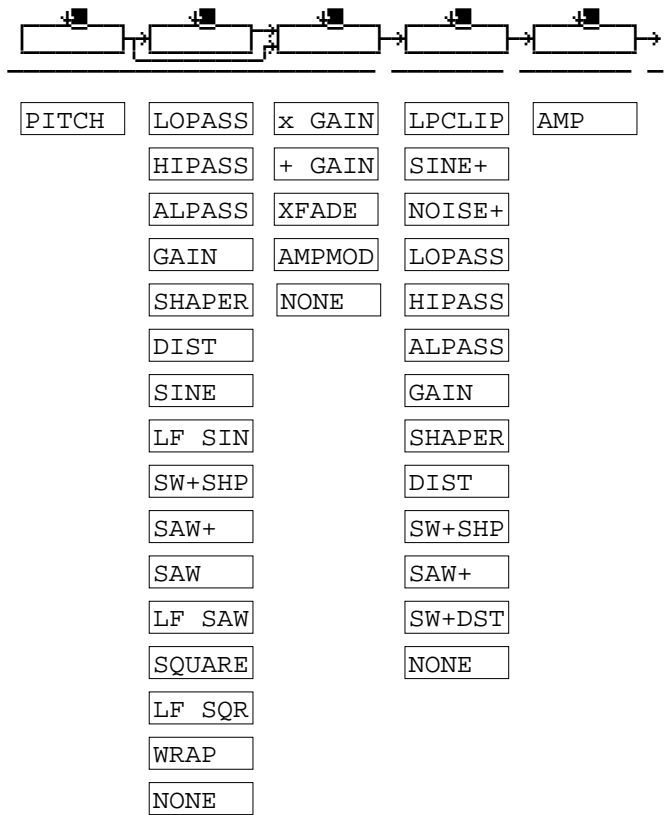 PITCH LOPASS x GAIN LPCLIP AMP
HIPASS + GAIN SINE+
ALPASS XFADE NOISE+
GAIN AMPMOD LOPASS
SHAPER NONE HIPASS
DIST ALPASS
SINE GAIN
LF SIN SHAPER
SW+SHP DIST
SAW+ SW+SHP
SAW SAW+
LF SAW SW+DST
SQUARE NONE
LF SQR
WRAP
NONE